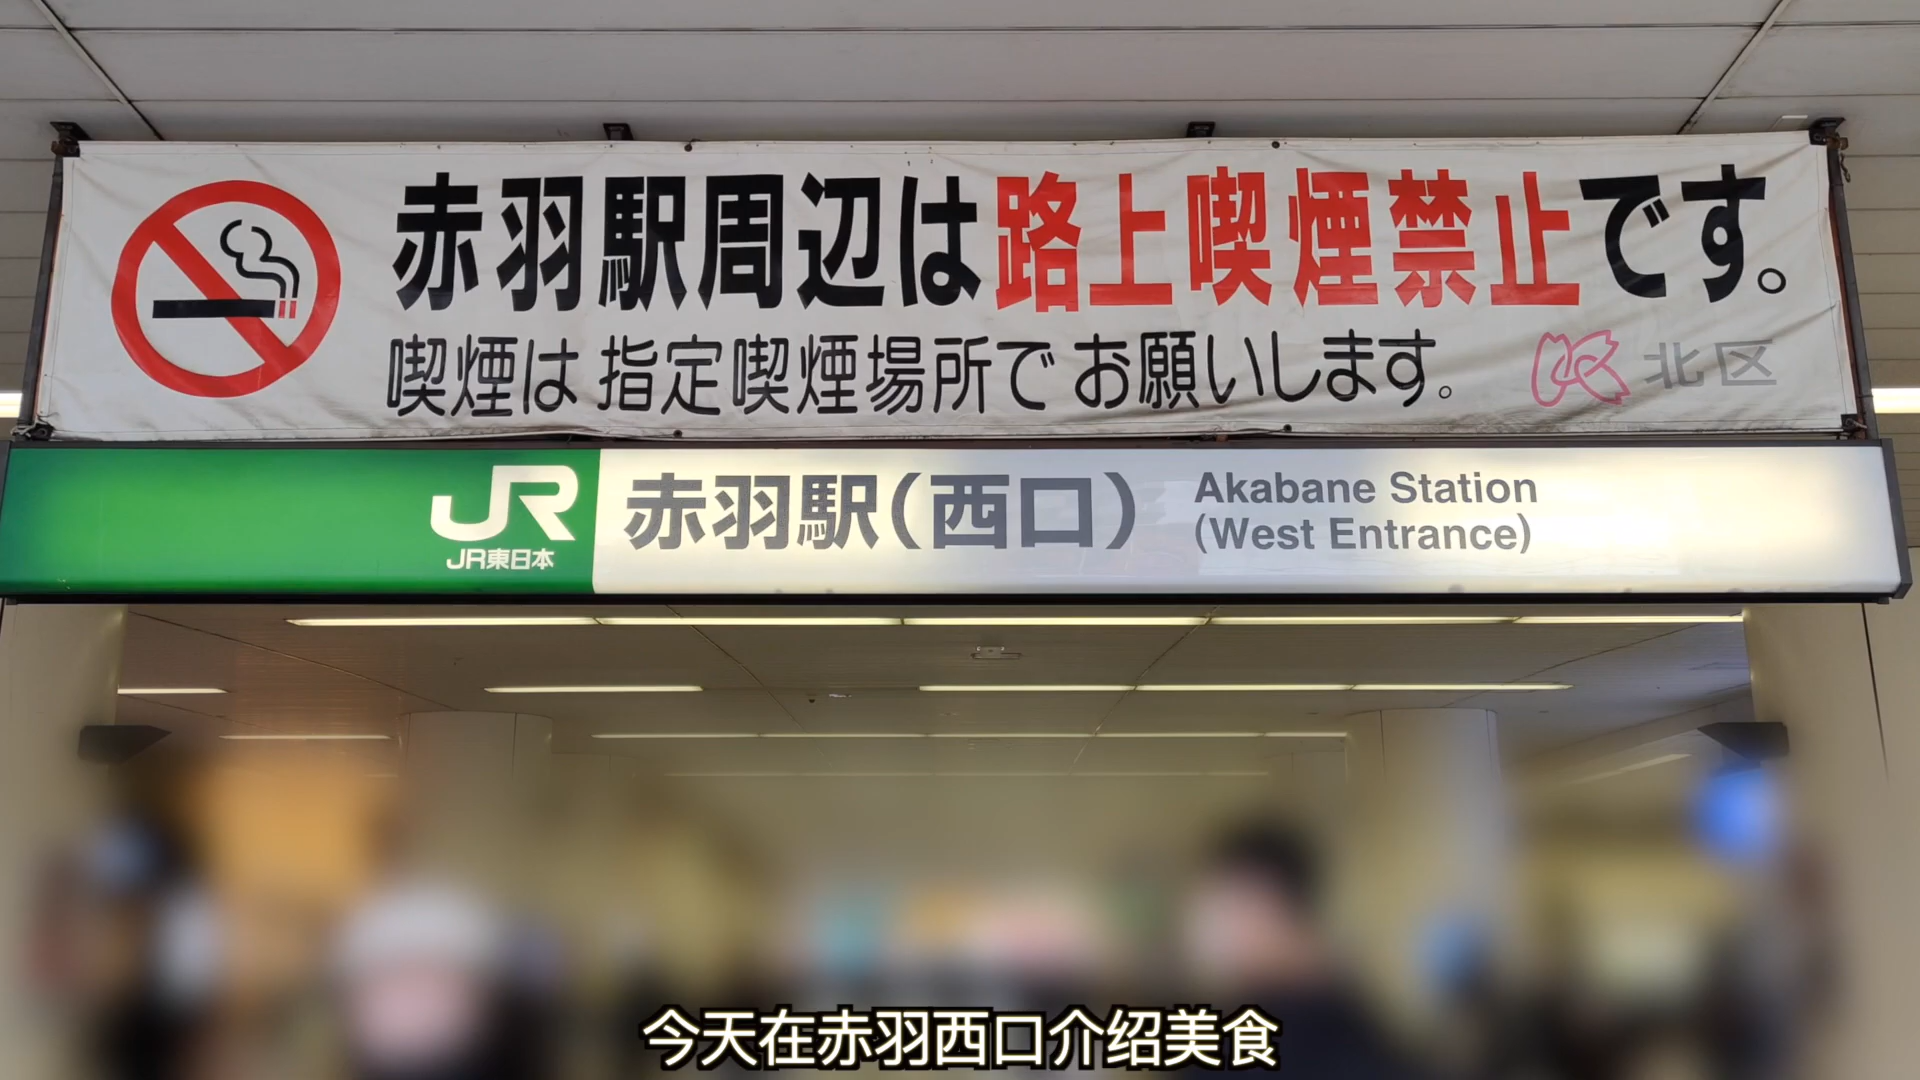 赤羽駅周辺は路上喫煙禁止です。
喫煙は 指定喫煙場所で お願いします。
北区
JR
JR東日本
赤羽駅(西口)
Akabane Station
(West Entrance)
今天在赤羽西口介绍美食